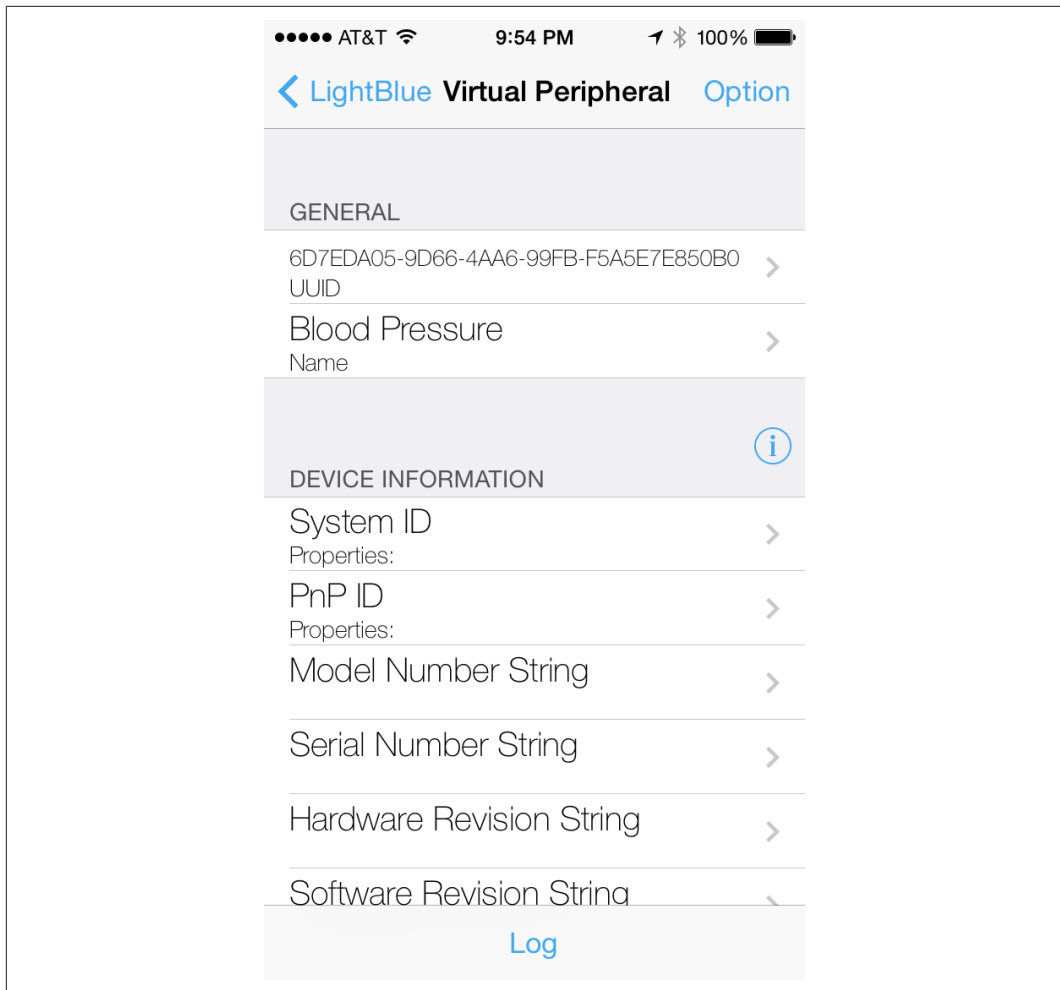 AT&T 9:54 PM 100%
LightBlue Virtual Peripheral Option
GENERAL
6D7EDA05-9D66-4AA6-99FB-F5A5E7E850B0
UUID
Blood Pressure
Name
i
DEVICE INFORMATION
System ID
Properties:
PnP ID
Properties:
Model Number String
Serial Number String
Hardware Revision String
Software Revision String
Log